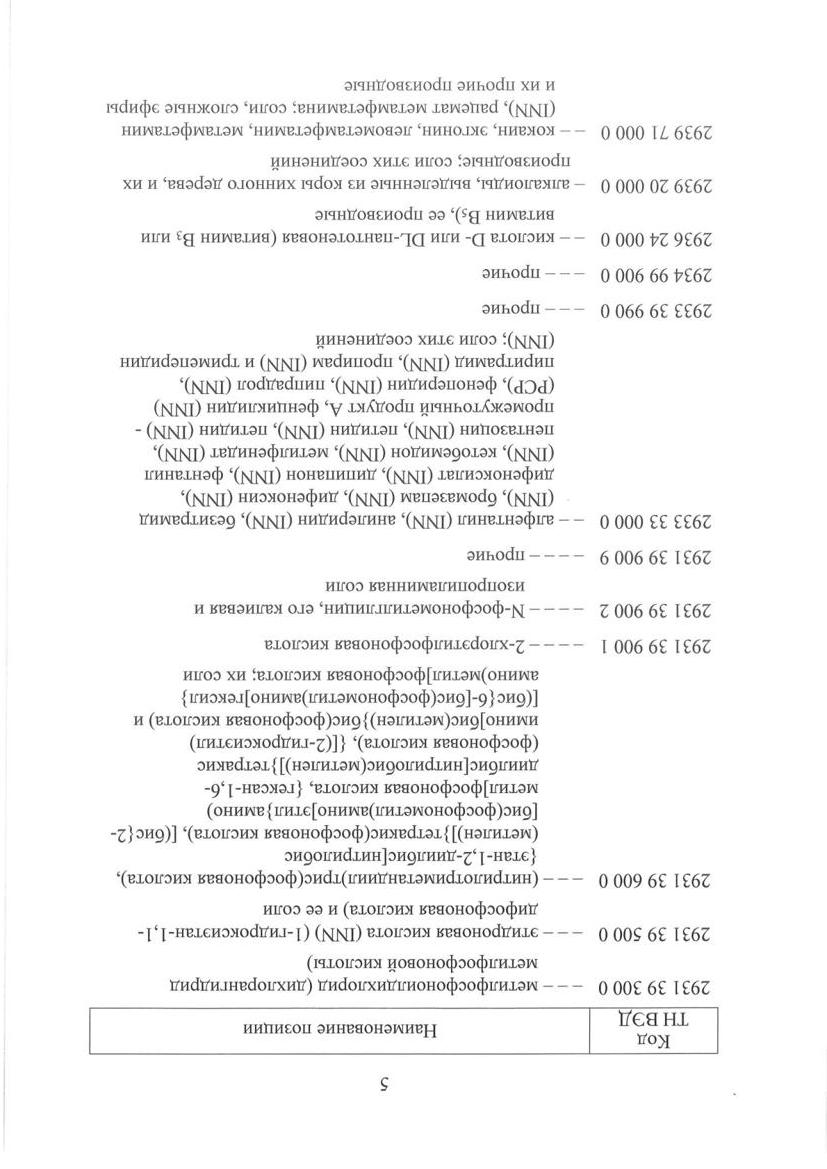 5
Код
ТН ВЭД
Наименование позиции
2931 39 300 0 – – – метилфосфоноилдихлорид (дихлорангидрид
метилфосфоновой кислоты)
2931 39 500 0 – – – этидроновая кислота (INN) (1-гидроксиэтан-1,1-
дифосфоновая кислота) и ее соли
2931 39 600 0 – – – (нитрилотриметандиил)трис(фосфоновая кислота),
{этан-1,2-диилбис[нитрилобис
(метилен)]}тетракис(фосфоновая кислота), [(бис{2-
[бис(фосфонометил)амино]этил}амино)
метил]фосфоновая кислота, {гексан-1,6-
диилбис[нитрилобис(метилен)]}тетракис
(фосфоновая кислота), {[(2-гидроксиэтил)
имино]бис(метилен)}бис(фосфоновая кислота) и
[(бис{6-[бис(фосфонометил)амино]гексил}
амино)метил]фосфоновая кислота; их соли
2931 39 900 1 – – – – 2-хлорэтилфосфоновая кислота
2931 39 900 2 – – – – N-фосфонометилглицин, его калиевая и
изопропиламинная соли
2931 39 900 9 – – – – прочие
2933 33 000 0 – – алфентанил (INN), анилеридин (INN), безитрамид
(INN), бромазепам (INN), дифеноксин (INN),
дифеноксилат (INN), дипипанон (INN), фентанил
(INN), кетобемидон (INN), метилфенидат (INN),
пентазоцин (INN), петидин (INN), петидин (INN) -
промежуточный продукт А, фенциклидин (INN)
(PCP), феноперидин (INN), пипрадрол (INN),
пиритрамид (INN), пропирам (INN) и тримеперидин
(INN); соли этих соединений
2933 39 990 0 – – – прочие
2934 99 900 0 – – – прочие
2936 24 000 0 – – кислота D- или DL-пантотеновая (витамин B₃ или
витамин B₅), ее производные
2939 20 000 0 – алкалоиды, выделенные из коры хинного дерева, и их
производные; соли этих соединений
2939 71 000 0 – – кокаин, экгонин, левометамфетамин, метамфетамин
(INN), рацемат метамфетамина; соли, сложные эфиры
и их прочие производные